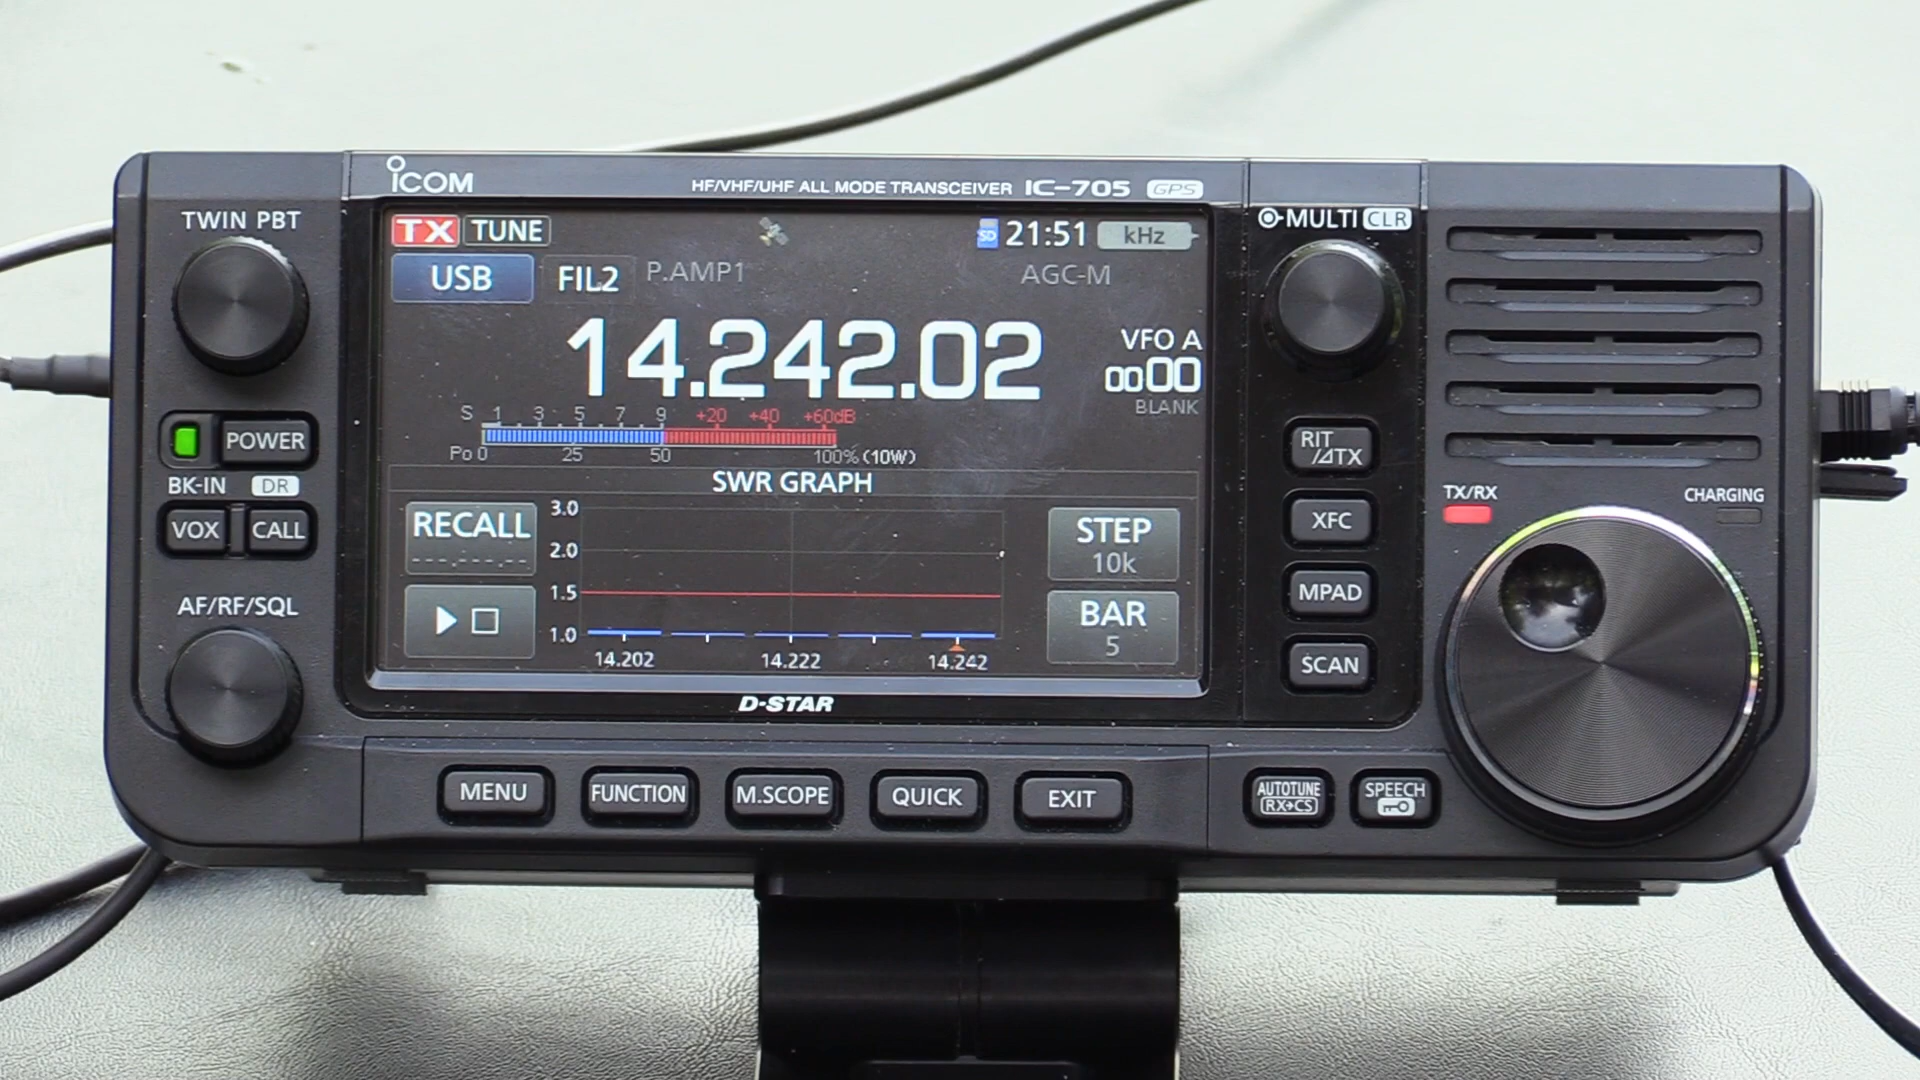 ICOM
HF/VHF/UHF ALL MODE TRANSCEIVER IC-705 GPS
TWIN PBT
MULTI CLR
TX TUNE SD 21:51 kHz
USB FIL2 P.AMP1 AGC-M
14.242.02
VFO A
0000
BLANK
S 1 3 5 7 9 +20 +40 +60dB
Po 0 25 50 100% (10W)
SWR GRAPH
RECALL
--.---.--
3.0
2.0
1.5
1.0
14.202 14.222 14.242
STEP
10k
BAR
5
POWER
BK-IN DR
VOX CALL
AF/RF/SQL
RIT
/⊿TX
XFC
MPAD
SCAN
TX/RX CHARGING
D-STAR
MENU FUNCTION M.SCOPE QUICK EXIT
AUTOTUNE
RX→CS
SPEECH